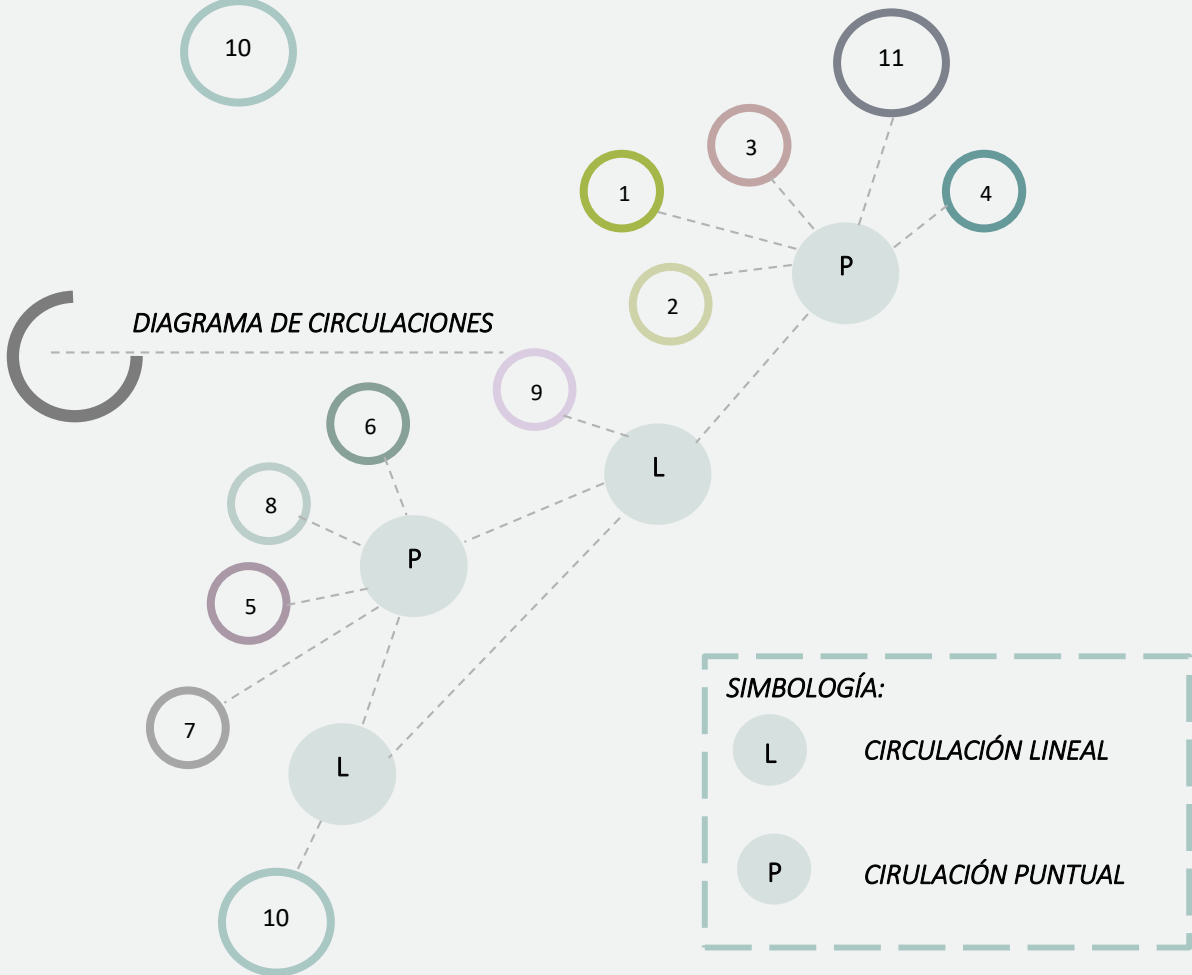 10
11
3
1
4
P
2
DIAGRAMA DE CIRCULACIONES
9
6
L
8
P
5
SIMBOLOGÍA:
7
L CIRCULACIÓN LINEAL
L
P CIRULACIÓN PUNTUAL
10